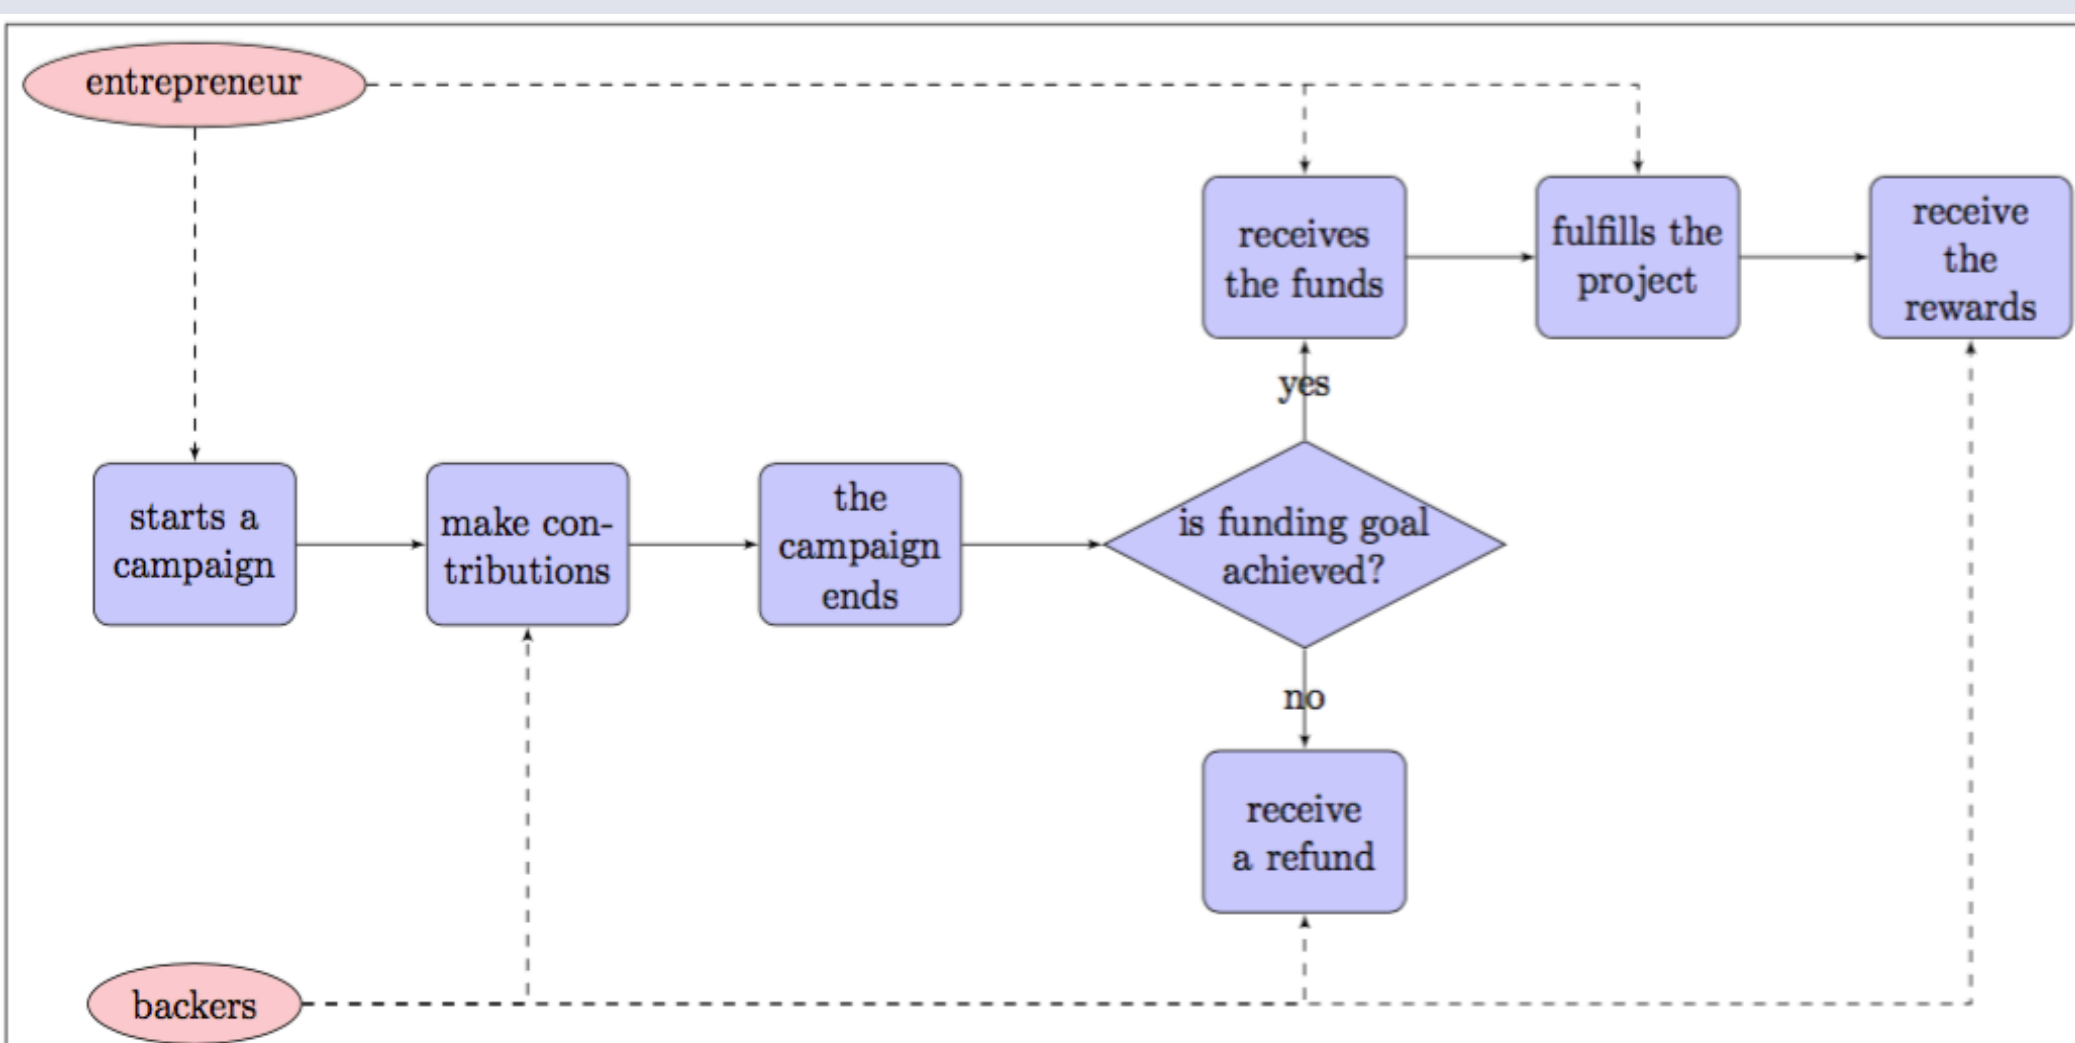 entrepreneur
receives
the funds
fulfills the
project
receive
the
rewards
yes
starts a
campaign
make con-
tributions
the
campaign
ends
is funding goal
achieved?
no
receive
a refund
backers